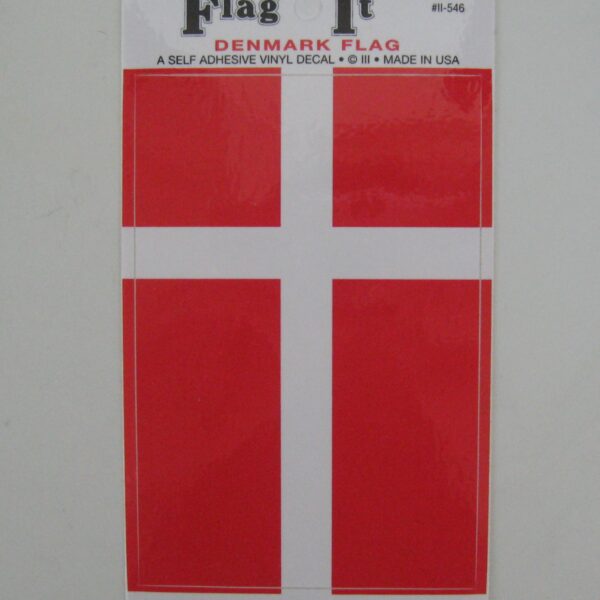 Flag It
#II-546
DENMARK FLAG
A SELF ADHESIVE VINYL DECAL • © III • MADE IN USA